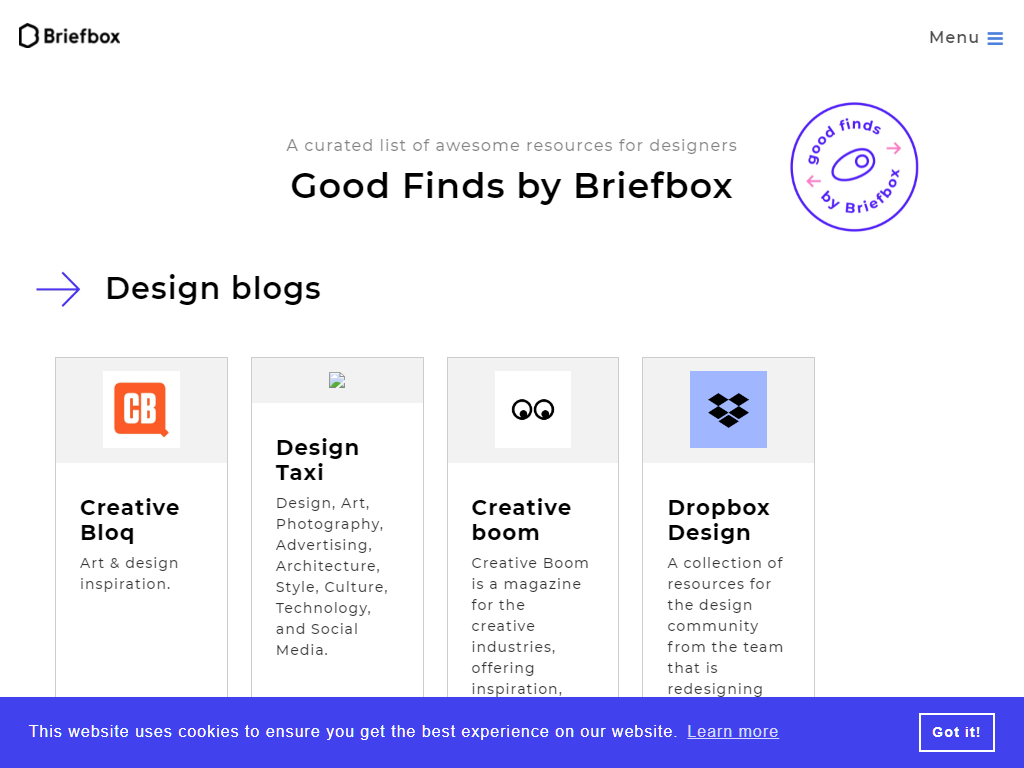 Briefbox
Menu
A curated list of awesome resources for designers
Good Finds by Briefbox
good finds
by Briefbox
Design blogs
CB
Creative
Bloq
Art & design
inspiration.
Design
Taxi
Design, Art,
Photography,
Advertising,
Architecture,
Style, Culture,
Technology,
and Social
Media.
Creative
boom
Creative Boom
is a magazine
for the
creative
industries,
offering
inspiration,
Dropbox
Design
A collection of
resources for
the design
community
from the team
that is
redesigning
This website uses cookies to ensure you get the best experience on our website. Learn more
Got it!